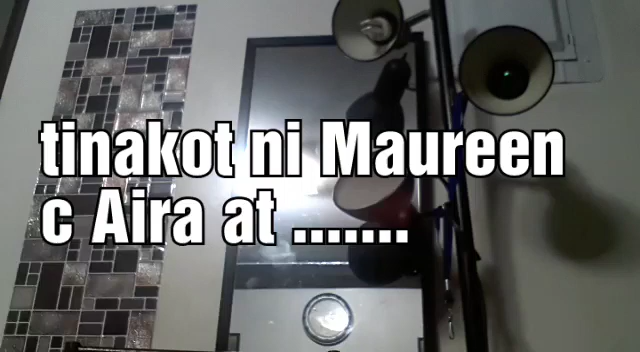 tinakot ni Maureen
c Aira at .......